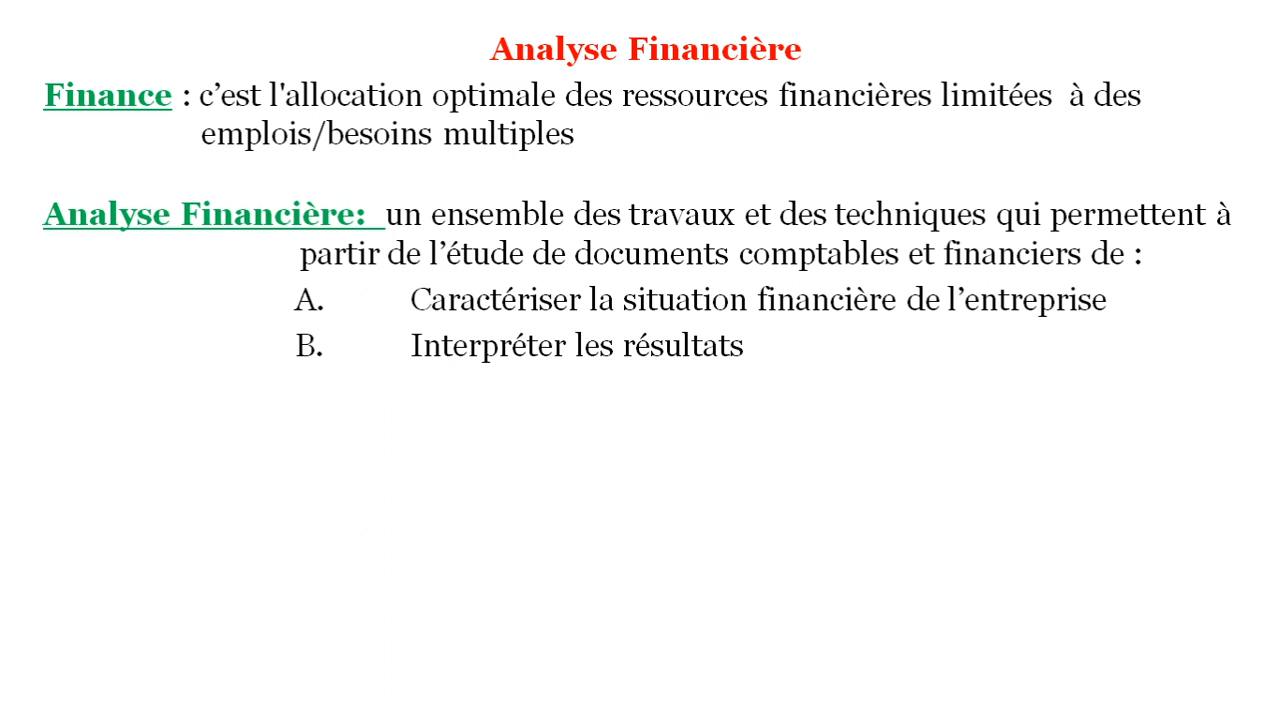 Analyse Financière
Finance : c’est l'allocation optimale des ressources financières limitées à des
emplois/besoins multiples
Analyse Financière: un ensemble des travaux et des techniques qui permettent à
partir de l’étude de documents comptables et financiers de :
A. Caractériser la situation financière de l’entreprise
B. Interpréter les résultats